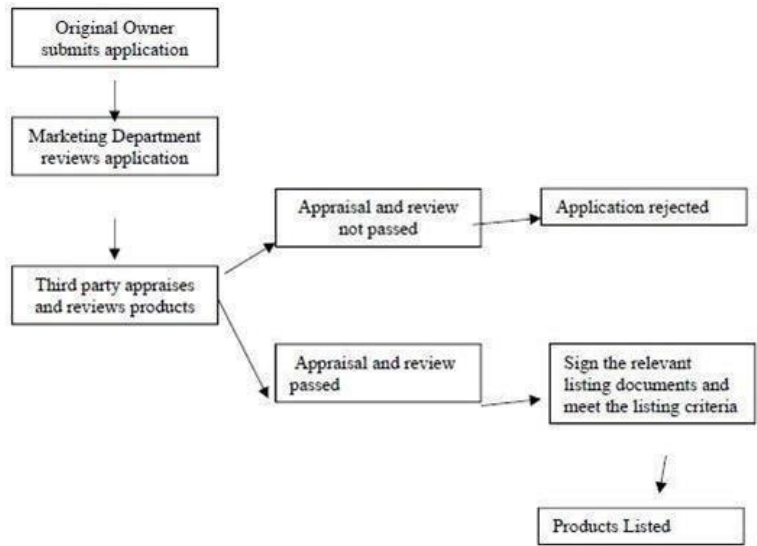 Original Owner
submits application
Marketing Department
reviews application
Appraisal and review
not passed
Application rejected
Third party appraises
and reviews products
Appraisal and review
passed
Sign the relevant
listing documents and
meet the listing criteria
Products Listed